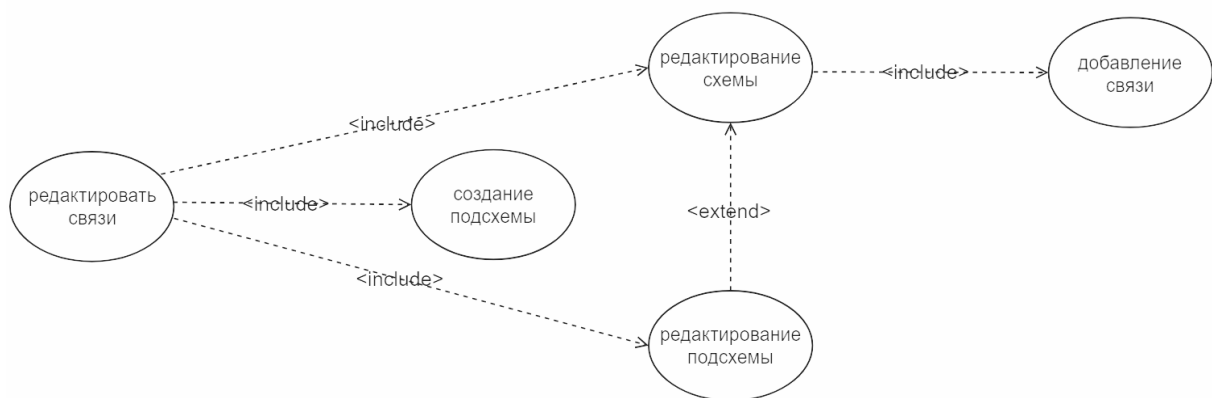 редактирование
схемы
<include>
добавление
связи
<include>
редактировать
связи
<include>
создание
подсхемы
<extend>
<include>
редактирование
подсхемы